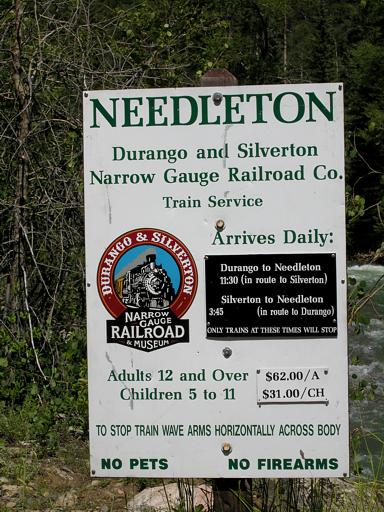 NEEDLETON
Durango and Silverton
Narrow Gauge Railroad Co.
Train Service
Arrives Daily:
DURANGO & SILVERTON
NARROW
GAUGE
RAILROAD
& MUSEUM
Durango to Needleton
11:30 (in route to Silverton)
Silverton to Needleton
3:45 (in route to Durango)
ONLY TRAINS AT THESE TIMES WILL STOP
Adults 12 and Over $62.00/A
Children 5 to 11 $31.00/CH
TO STOP TRAIN WAVE ARMS HORIZONTALLY ACROSS BODY
NO PETS NO FIREARMS